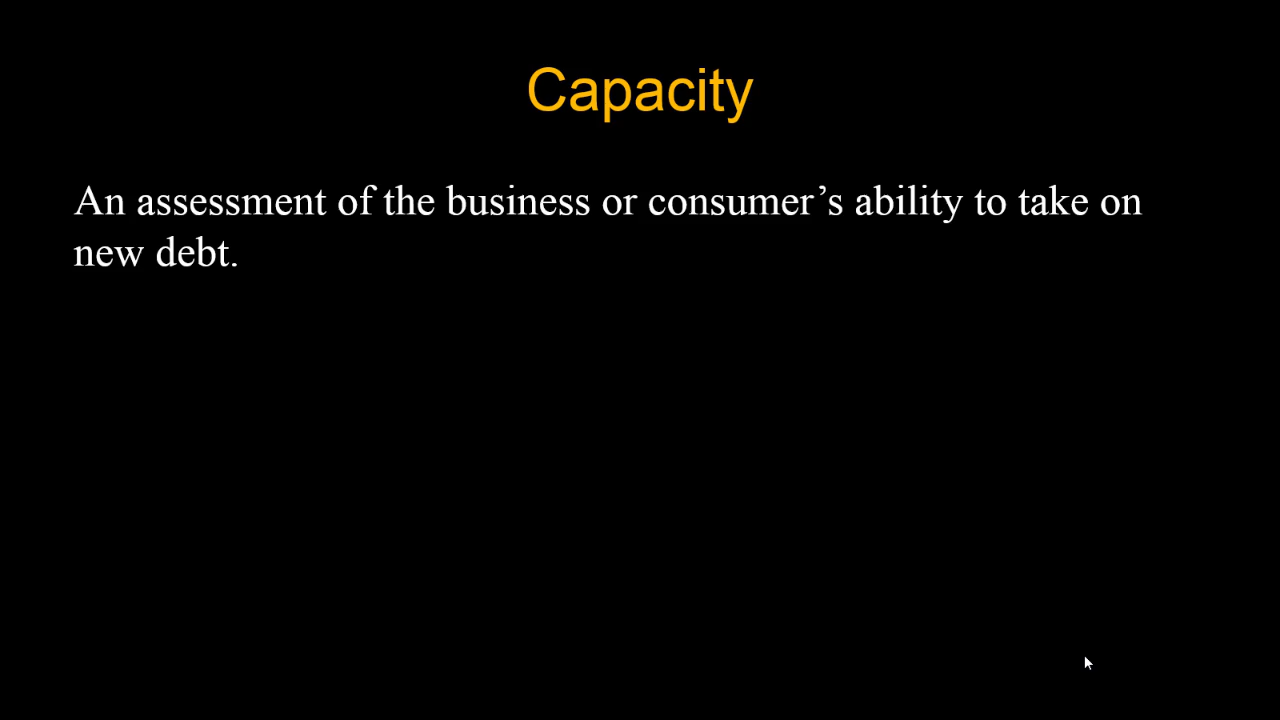 Capacity
An assessment of the business or consumer’s ability to take on
new debt.